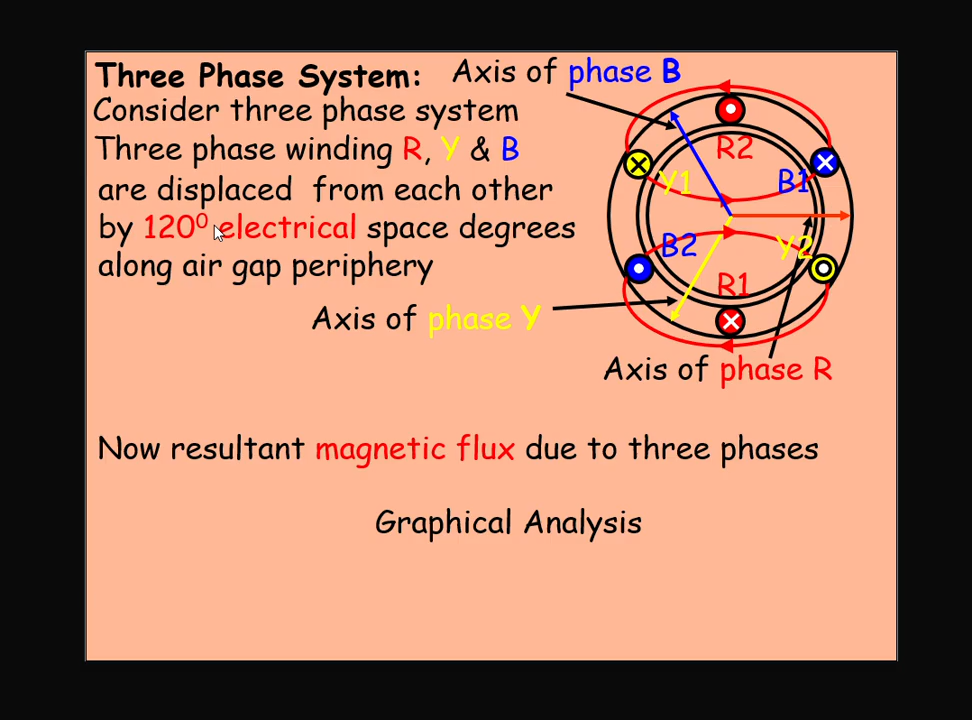 Three Phase System:
Axis of phase B
Consider three phase system
Three phase winding R, Y & B
are displaced from each other
by 120⁰ electrical space degrees
along air gap periphery
R2
Y1
B1
B2
Y2
R1
Axis of phase Y
Axis of phase R
Now resultant magnetic flux due to three phases
Graphical Analysis